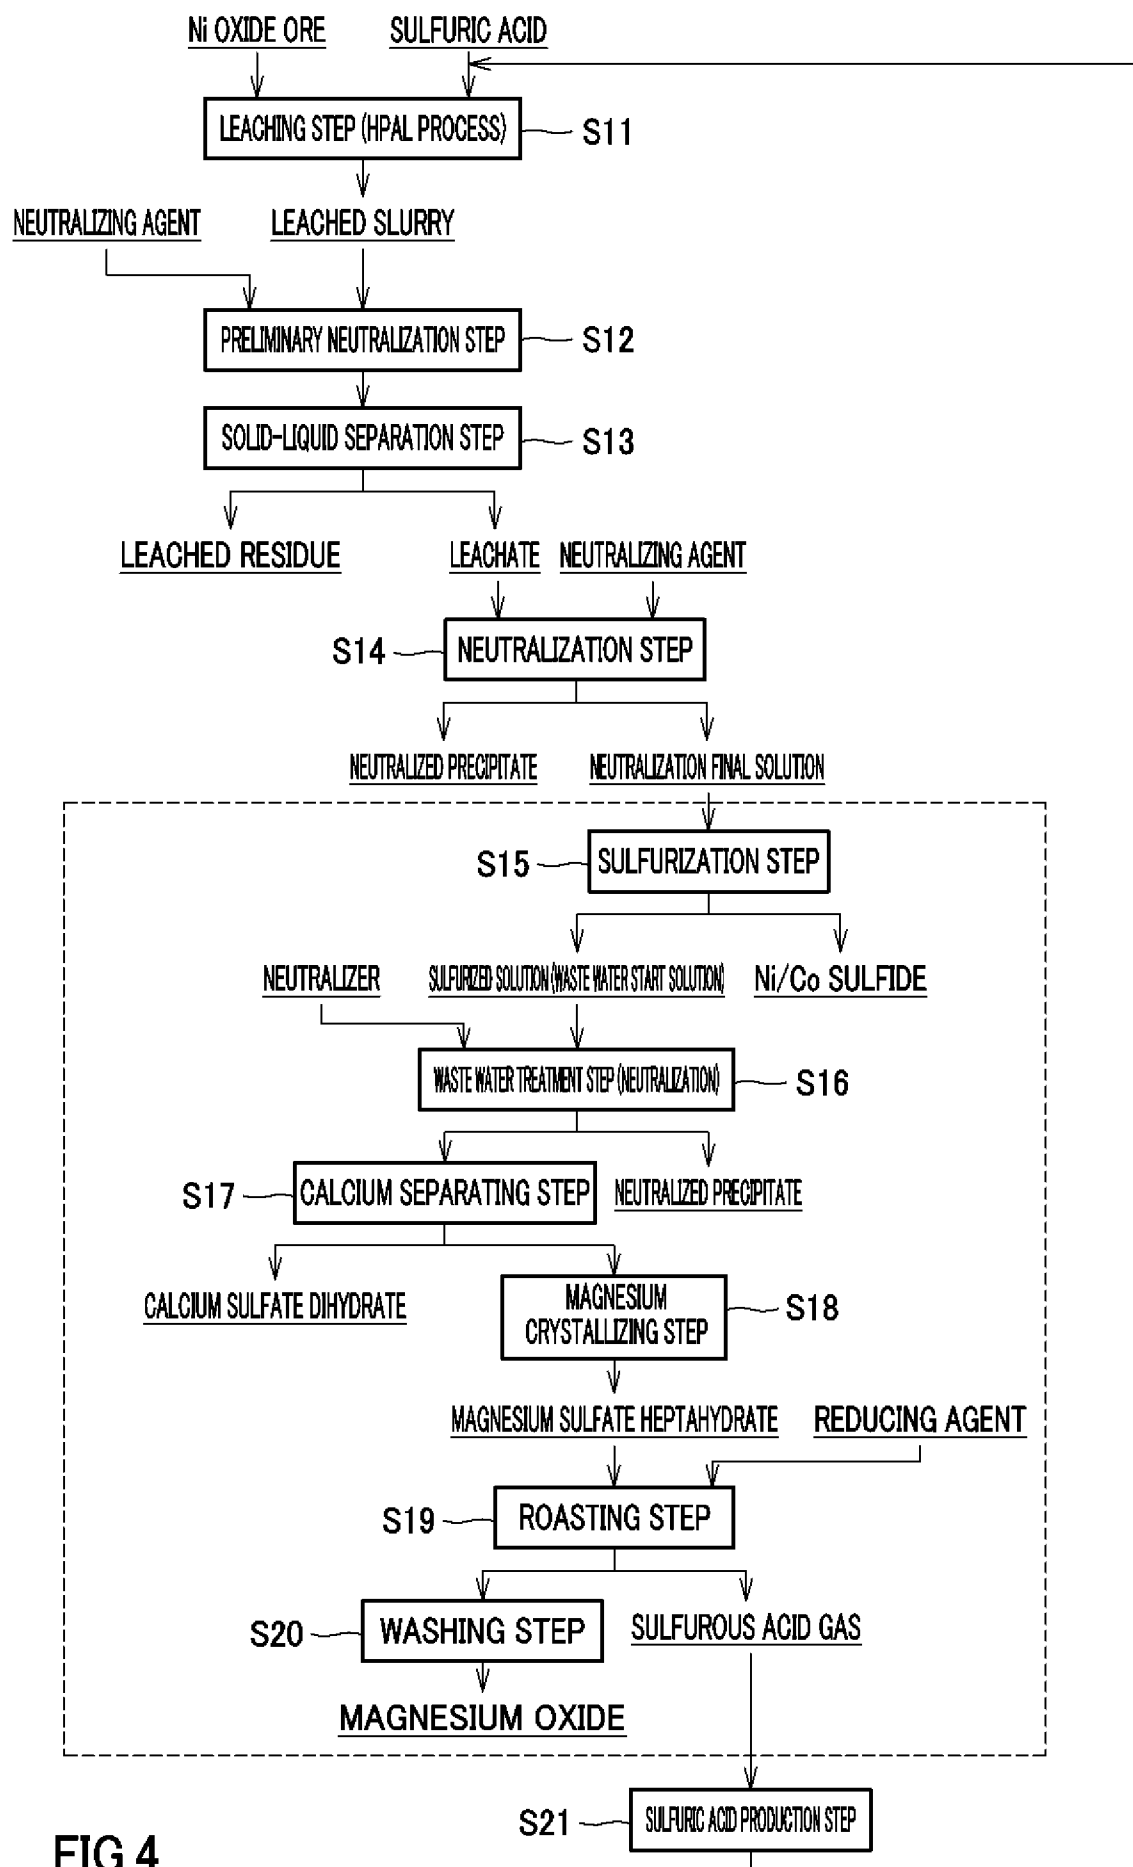 Ni OXIDE ORE
SULFURIC ACID
LEACHING STEP (HPAL PROCESS)
S11
NEUTRALIZING AGENT
LEACHED SLURRY
PRELIMINARY NEUTRALIZATION STEP
S12
SOLID-LIQUID SEPARATION STEP
S13
LEACHED RESIDUE
LEACHATE
NEUTRALIZING AGENT
S14
NEUTRALIZATION STEP
NEUTRALIZED PRECIPITATE
NEUTRALIZATION FINAL SOLUTION
S15
SULFURIZATION STEP
NEUTRALIZER
SULFURIZED SOLUTION (WASTE WATER START SOLUTION)
Ni/Co SULFIDE
WASTE WATER TREATMENT STEP (NEUTRALIZATION)
S16
S17
CALCIUM SEPARATING STEP
NEUTRALIZED PRECIPITATE
CALCIUM SULFATE DIHYDRATE
MAGNESIUM
CRYSTALLIZING STEP
S18
MAGNESIUM SULFATE HEPTAHYDRATE
REDUCING AGENT
S19
ROASTING STEP
S20
WASHING STEP
SULFUROUS ACID GAS
MAGNESIUM OXIDE
S21
SULFURIC ACID PRODUCTION STEP
FIG 4